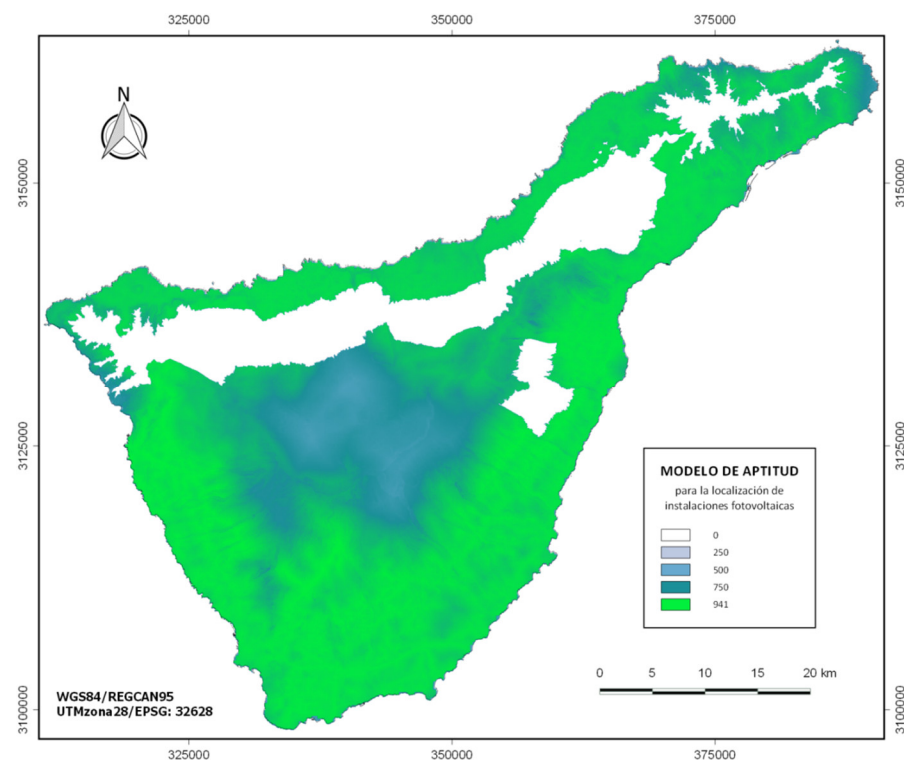 325000
350000
375000
N
3150000
3150000
3125000
3125000
MODELO DE APTITUD
para la localización de
instalaciones fotovoltaicas
0
250
500
750
941
0 5 10 15 20 km
WGS84/REGCAN95
UTMzona28/EPSG: 32628
3100000
3100000
325000
350000
375000